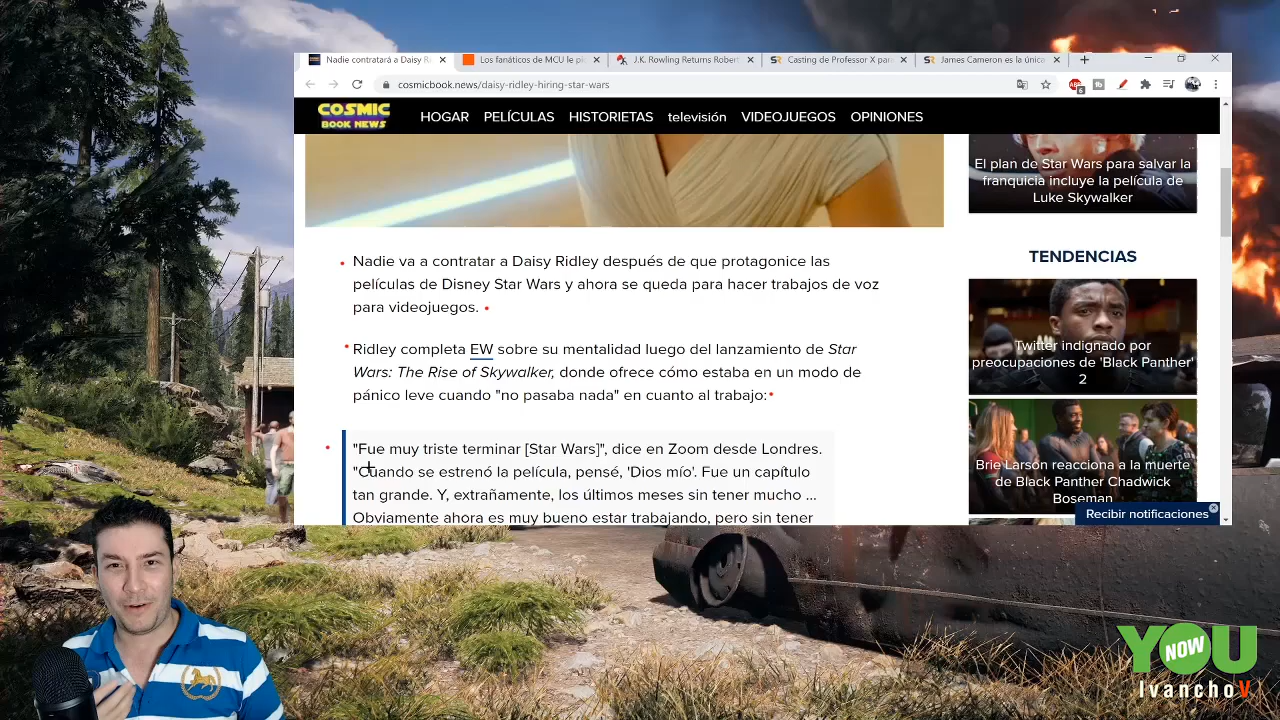 Nadie contratará a Daisy Ri
Los fanáticos de MCU le pi
J.K. Rowling Returns Robert
Casting de Professor X par
James Cameron es la únic
cosmicbook.news/daisy-ridley-hiring-star-wars
COSMIC
BOOK NEWS
HOGAR
PELÍCULAS
HISTORIETAS
televisión
VIDEOJUEGOS
OPINIONES
El plan de Star Wars para salvar la
franquicia incluye la película de
Luke Skywalker
Nne va a contratar a Daisy Ridley después de que protagonice las
películas de Disney Star Wars y ahora se queda para hacer trabajos de voz
para videojuegos.
Ridley completa EW sobre su mentalidad luego del lanzamiento de Star
Wars: The Rise of Skywalker, donde ofrece cómo estaba en un modo de
pánico leve cuando "no pasaba nada" en cuanto al trabajo:
"Fue muy triste terminar [Star Wars]", dice en Zoom desde Londres.
"Cuando se estrenó la película, pensé, 'Dios mío'. Fue un capítulo
tan grande. Y, extrañamente, los últimos meses sin tener mucho ...
Obviamente ahora es muy bueno estar trabajando, pero sin tener
TENDENCIAS
Twitter indignado por
preocupaciones de 'Black Panther'
2
Brie Larson reacciona a la muerte
de Black Panther Chadwick
Boseman
Recibir notificaciones
YOU
NOW
IvanchoV